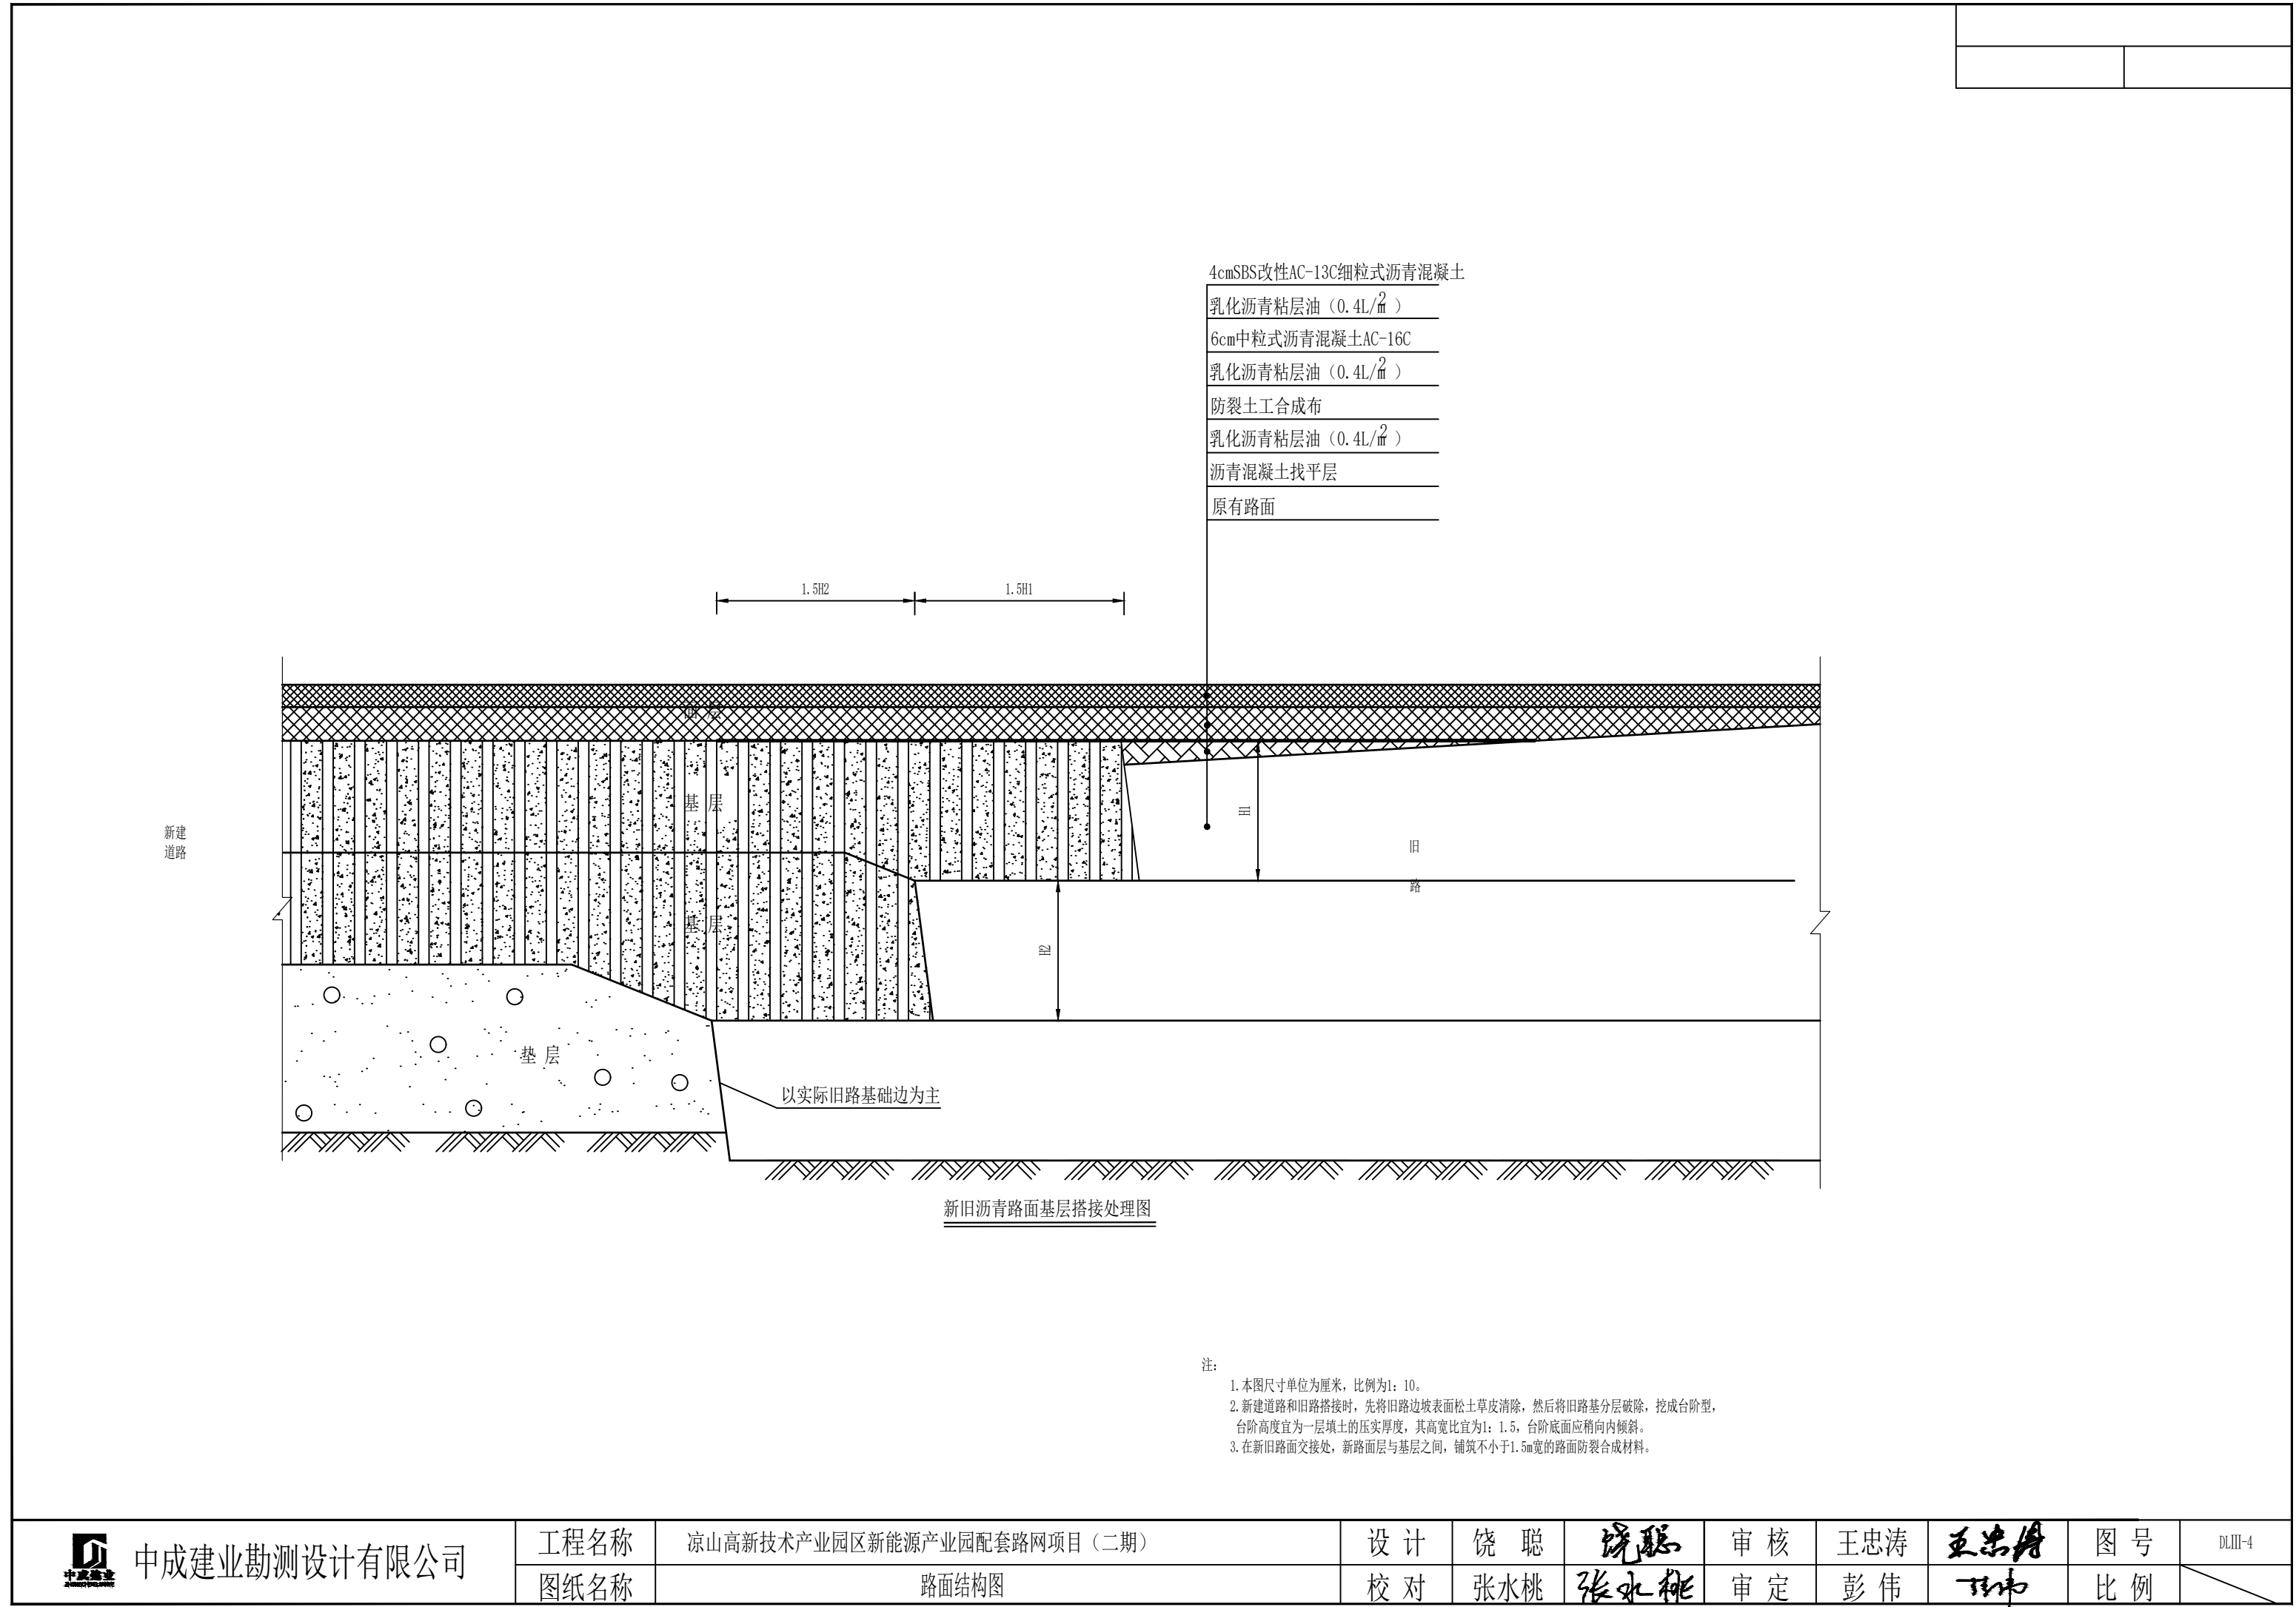 4cmSBS改性AC-13C细粒式沥青混凝土
乳化沥青粘层油（0.4L/m2）
6cm中粒式沥青混凝土AC-16C
乳化沥青粘层油（0.4L/m2）
防裂土工合成布
乳化沥青粘层油（0.4L/m2）
沥青混凝土找平层
原有路面
1.5H2
1.5H1
面 层
基 层
H1
新建
道路
旧
路
基 层
H2
垫 层
以实际旧路基础边为主
新旧沥青路面基层搭接处理图
注:
1.本图尺寸单位为厘米，比例为1：10。
2.新建道路和旧路搭接时，先将旧路边坡表面松土草皮清除，然后将旧路基分层破除，挖成台阶型，
台阶高度宜为一层填土的压实厚度，其高宽比宜为1：1.5，台阶底面应稍向内倾斜。
3.在新旧路面交接处，新路面层与基层之间，铺筑不小于1.5m宽的路面防裂合成材料。
中成建业
中成建业勘测设计有限公司
工程名称
凉山高新技术产业园区新能源产业园配套路网项目（二期）
设 计
饶 聪
饶聪
审 核
王忠涛
王忠涛
图 号
DLⅢ-4
图纸名称
路面结构图
校 对
张水桃
张水桃
审 定
彭 伟
比 例